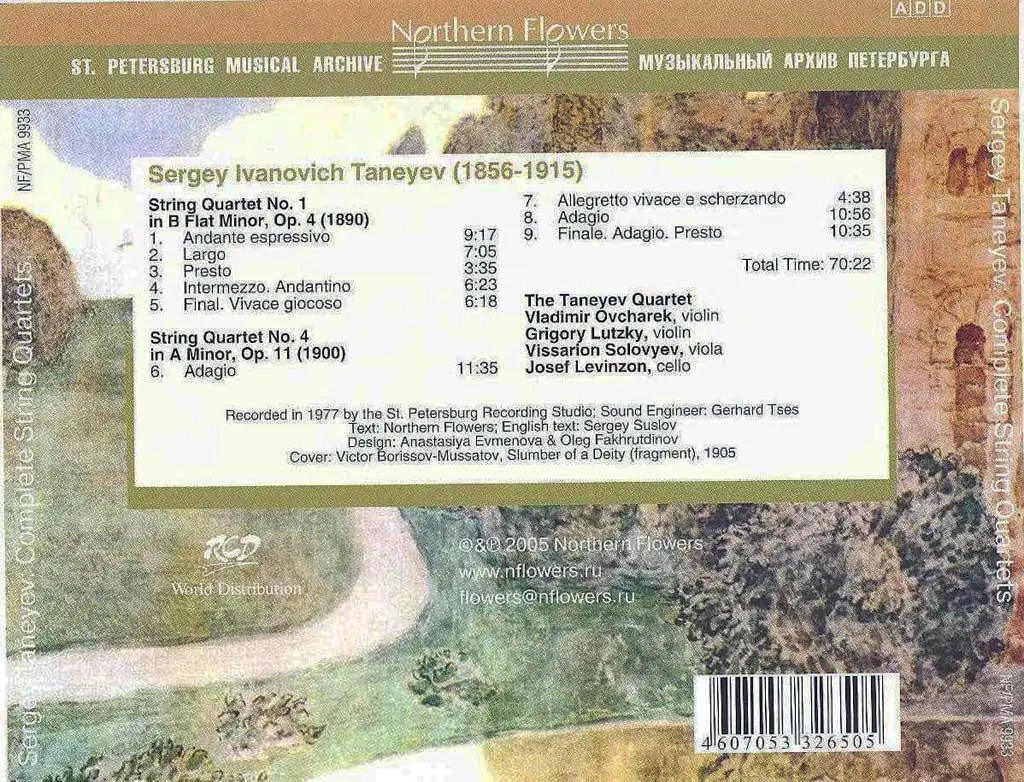 ADD
Northern Flowers
ST. PETERSBURG MUSICAL ARCHIVE
МУЗЫКАЛЬНЫЙ АРХИВ ПЕТЕРБУРГА
NF/PMA 9933
Sergey Taneyev. Complete String Quartets
Sergey Ivanovich Taneyev (1856-1915)
String Quartet No. 1
in B Flat Minor, Op. 4 (1890)
1. Andante espressivo 9:17
2. Largo 7:05
3. Presto 3:35
4. Intermezzo. Andantino 6:23
5. Final. Vivace giocoso 6:18
String Quartet No. 4
in A Minor, Op. 11 (1900)
6. Adagio 11:35
7. Allegretto vivace e scherzando 4:38
8. Adagio 10:56
9. Finale. Adagio. Presto 10:35
Total Time: 70:22
The Taneyev Quartet
Vladimir Ovcharek, violin
Grigory Lutzky, violin
Vissarion Solovyev, viola
Josef Levinzon, cello
Recorded in 1977 by the St. Petersburg Recording Studio; Sound Engineer: Gerhard Tses
Text: Northern Flowers; English text: Sergey Suslov
Design: Anastasiya Evmenova & Oleg Fakhrutdinov
Cover: Victor Borissov-Mussatov, Slumber of a Deity (fragment), 1905
RCD
World Distribution
©&℗ 2005 Northern Flowers
www.nflowers.ru
flowers@nflowers.ru
4 607053 326505
Sergey Taneyev. Complete String Quartets
NF/PMA 9933